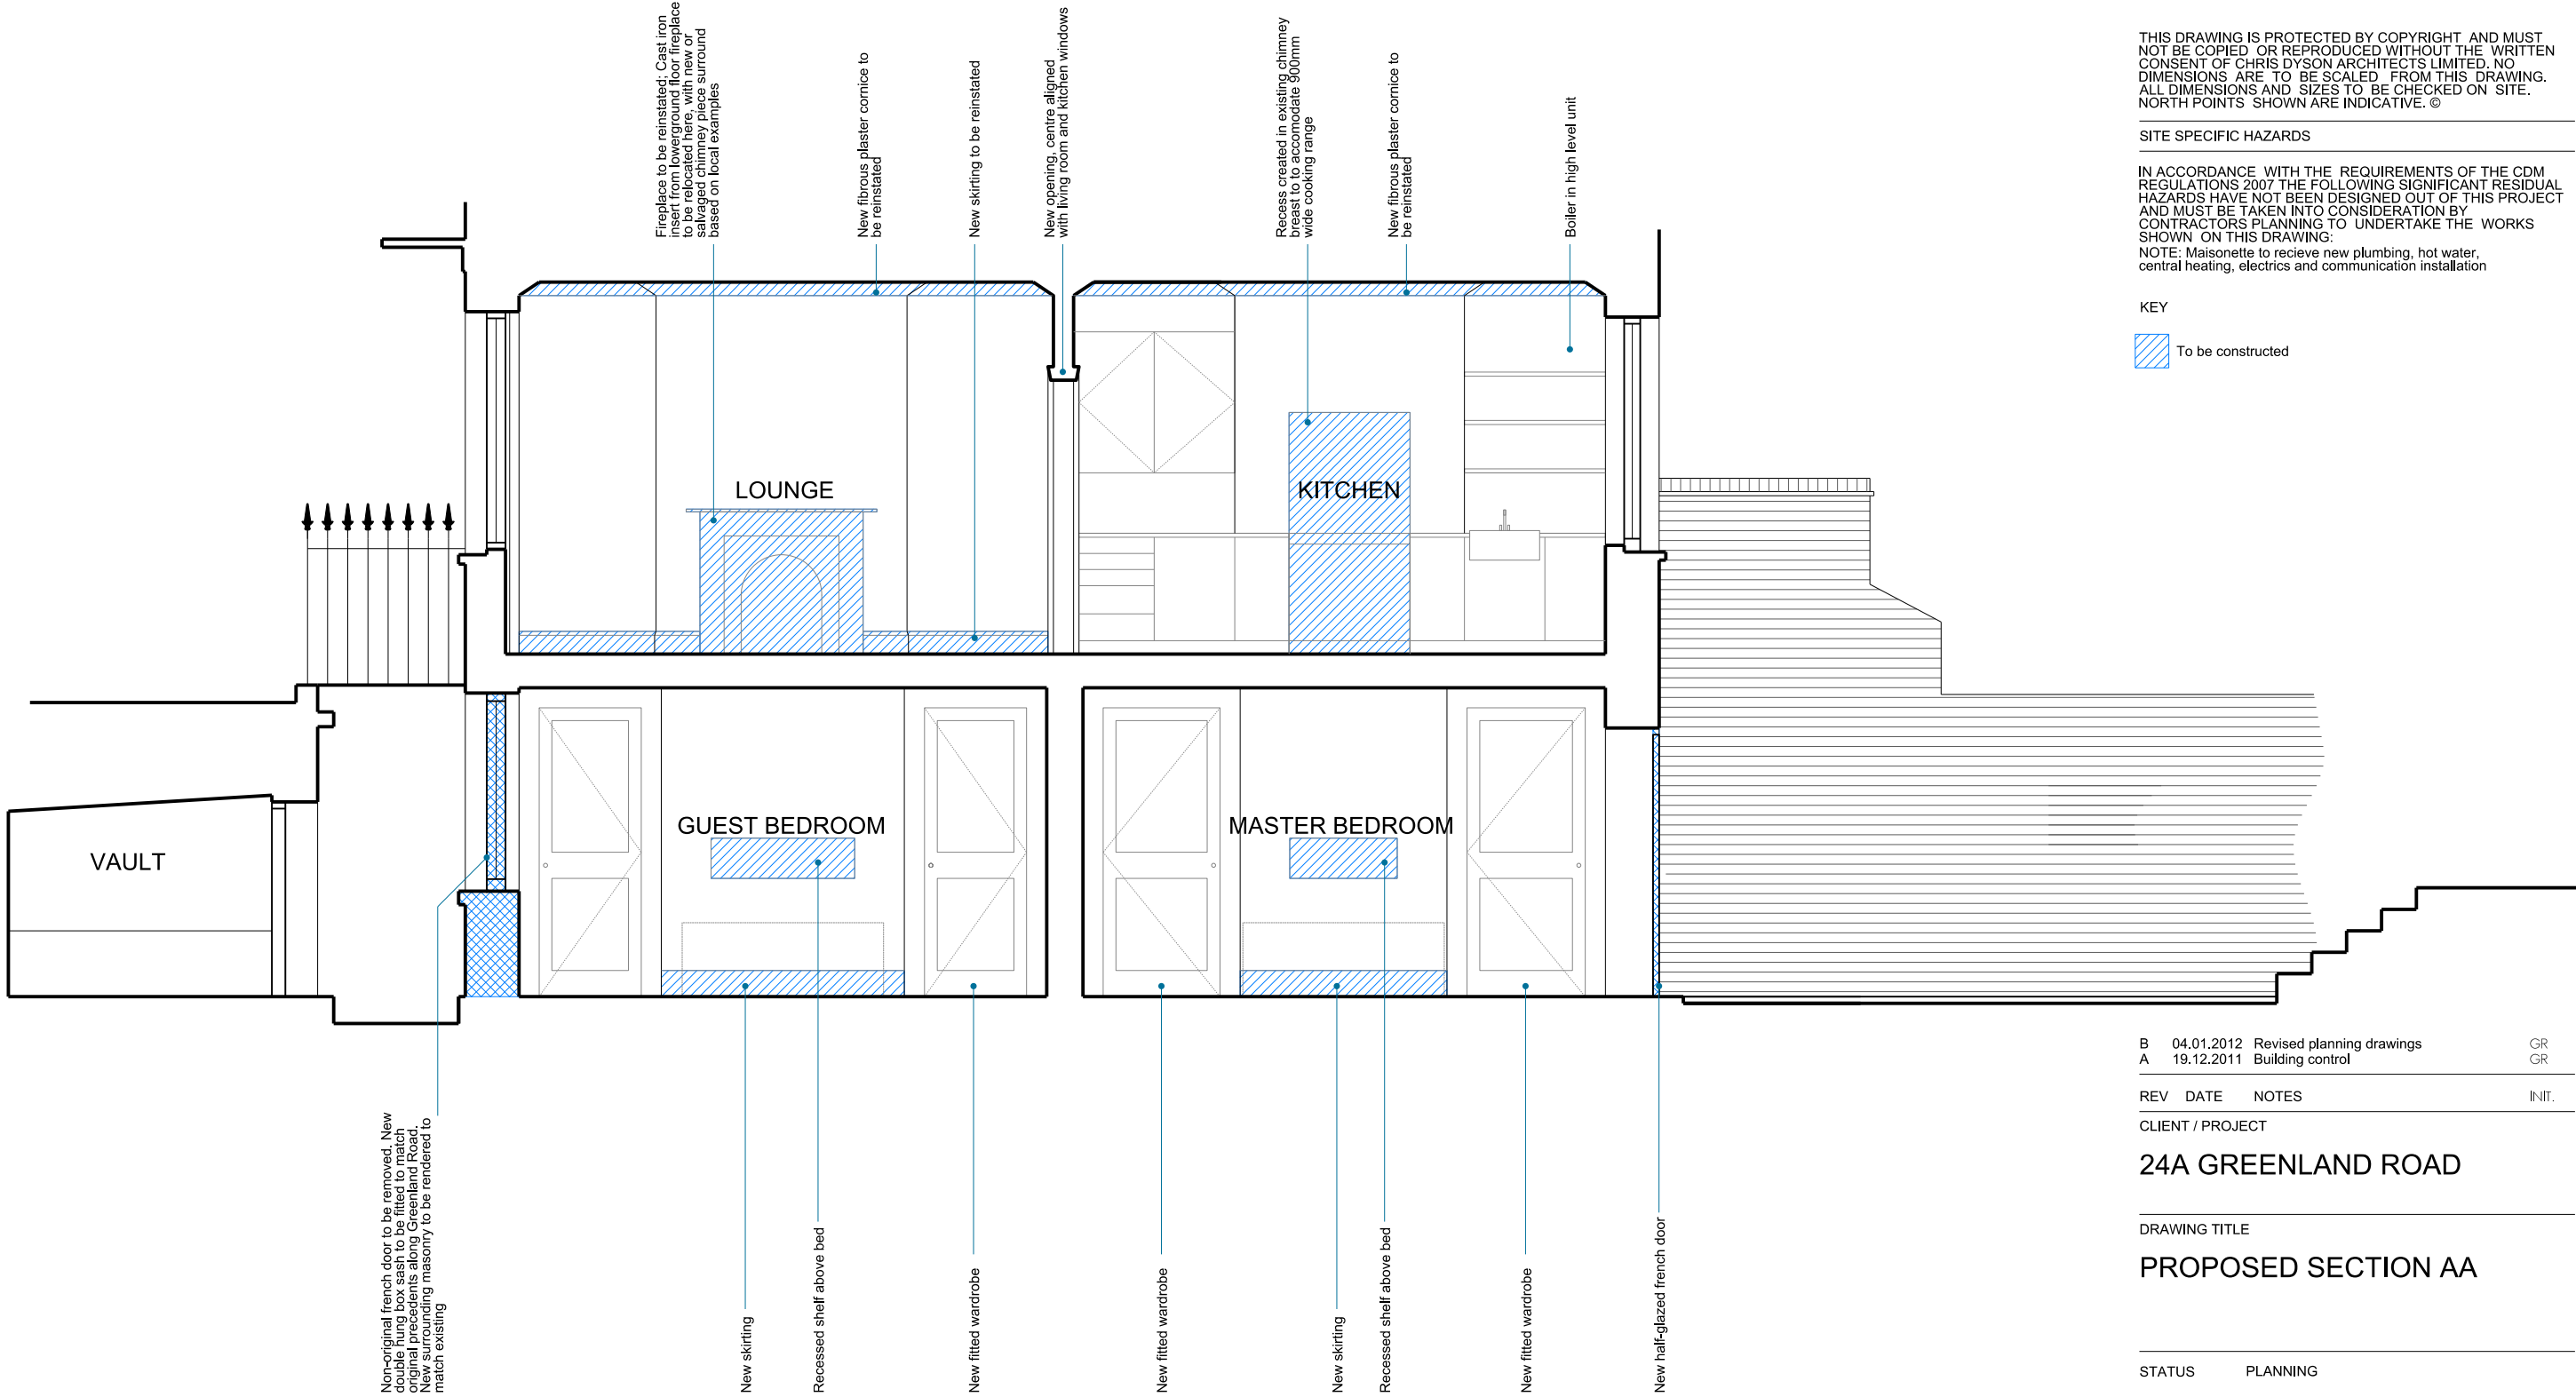 Fireplace to be reinstated; Cast iron
insert from lowerground floor fireplace
to be relocated here, with new or
salvaged chimney piece surround
based on local examples
New fibrous plaster cornice to
be reinstated
New skirting to be reinstated
New opening, centre aligned
with living room and kitchen windows
Recess created in existing chimney
breast to to accomodate 900mm
wide cooking range
New fibrous plaster cornice to
be reinstated
Boiler in high level unit
LOUNGE
KITCHEN
VAULT
GUEST BEDROOM
MASTER BEDROOM
Non-original french door to be removed. New
double hung box sash to be fitted to match
original precedents along Greenland Road.
New surrounding masonry to be rendered to
match existing
New skirting
Recessed shelf above bed
New fitted wardrobe
New fitted wardrobe
New skirting
Recessed shelf above bed
New fitted wardrobe
New half-glazed french door
THIS DRAWING IS PROTECTED BY COPYRIGHT AND MUST
NOT BE COPIED OR REPRODUCED WITHOUT THE WRITTEN
CONSENT OF CHRIS DYSON ARCHITECTS LIMITED. NO
DIMENSIONS ARE TO BE SCALED FROM THIS DRAWING.
ALL DIMENSIONS AND SIZES TO BE CHECKED ON SITE.
NORTH POINTS SHOWN ARE INDICATIVE. ©
SITE SPECIFIC HAZARDS
IN ACCORDANCE WITH THE REQUIREMENTS OF THE CDM
REGULATIONS 2007 THE FOLLOWING SIGNIFICANT RESIDUAL
HAZARDS HAVE NOT BEEN DESIGNED OUT OF THIS PROJECT
AND MUST BE TAKEN INTO CONSIDERATION BY
CONTRACTORS PLANNING TO UNDERTAKE THE WORKS
SHOWN ON THIS DRAWING:
NOTE: Maisonette to recieve new plumbing, hot water,
central heating, electrics and communication installation
KEY
To be constructed
B 04.01.2012 Revised planning drawings GR
A 19.12.2011 Building control GR
REV DATE NOTES INIT.
CLIENT / PROJECT
24A GREENLAND ROAD
DRAWING TITLE
PROPOSED SECTION AA
STATUS PLANNING